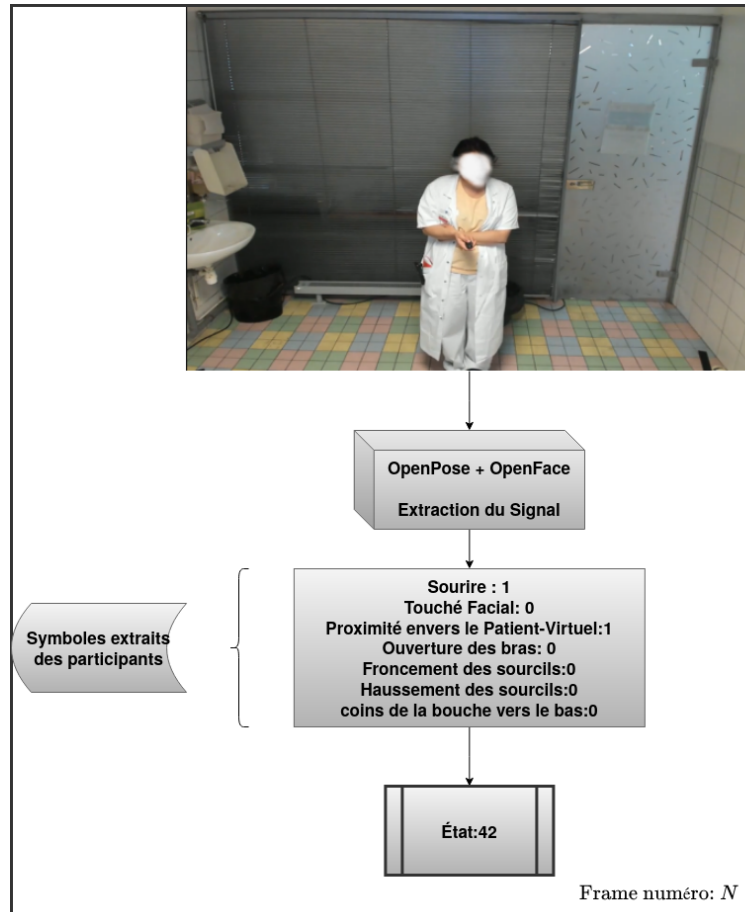 OpenPose + OpenFace
Extraction du Signal
Sourire : 1
Touché Facial: 0
Proximité envers le Patient-Virtuel:1
Ouverture des bras: 0
Froncement des sourcils:0
Haussement des sourcils:0
coins de la bouche vers le bas:0
Symboles extraits
des participants
État:42
Frame numéro: N